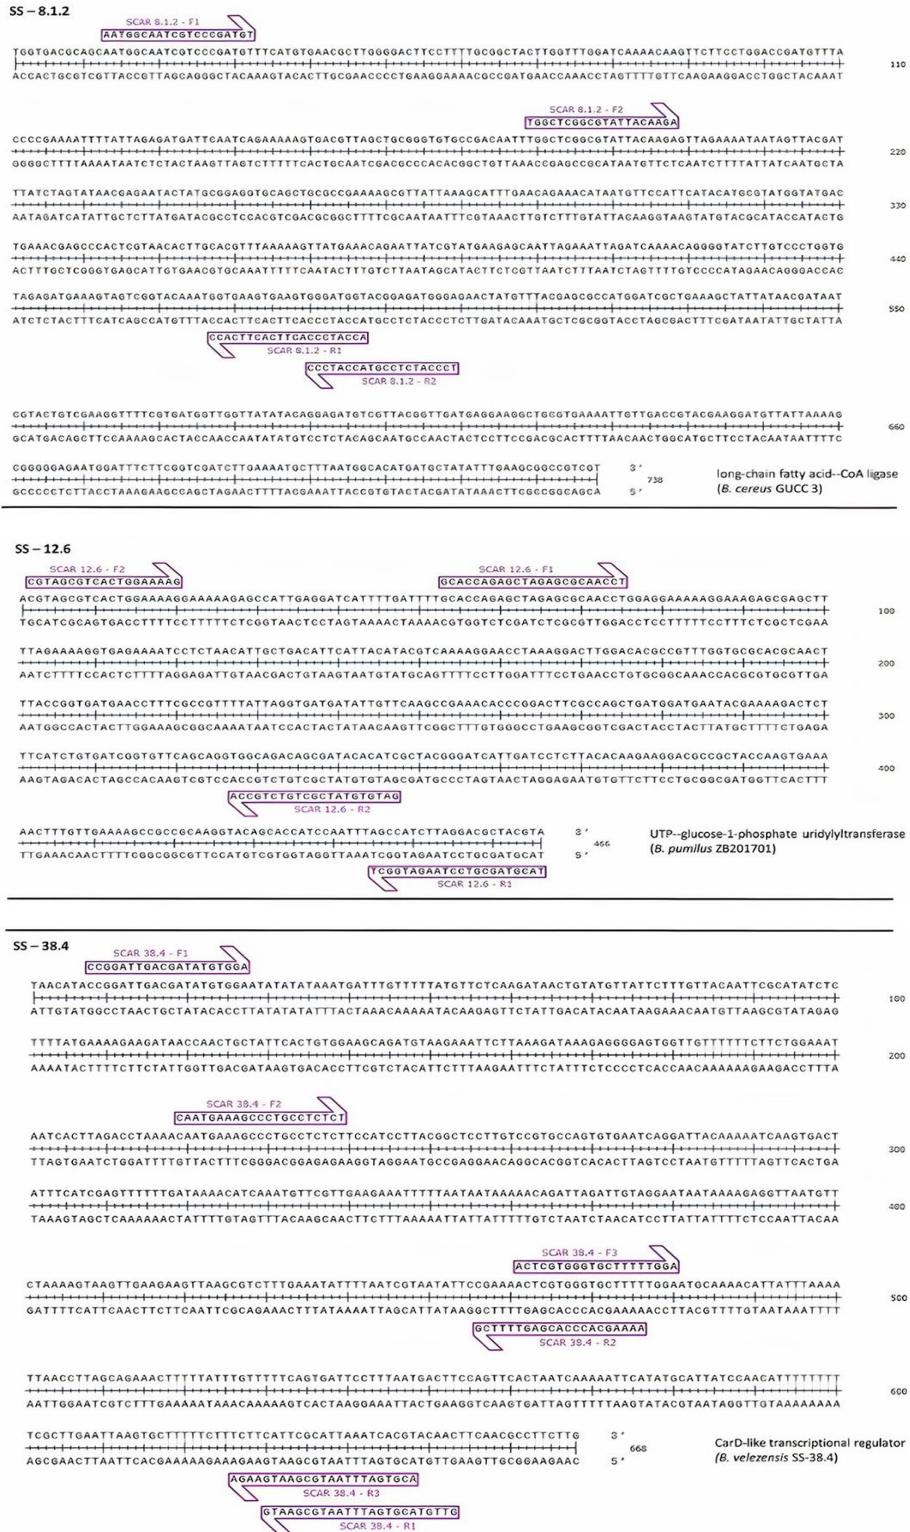 SS – 8.1.2
SCAR 8.1.2 - F1
AATGGCAATCGTCCCGATGT
TGGTGACGCAGCAATGGCAATCGTCCCGATGTTTCATGTGAACGCTTGGGGACTTCCTTTTGCGGCTACTTGGTTTGGATCAAAACAAGTTCTTCCTGGACCGATGTTTA
110
ACCACTGCGTCGTTACCGTTAGCAGGGCTACAAAGTACACTTGCGAACCCCTGAAGGAAAACGCCGATGAACCAAACCTAGTTTTGTTCAAGAAGGACCTGGCTACAAAT
SCAR 8.1.2 - F2
TGGCTCGGCGTATTACAAGA
CCCCGAAAATTTTATTAGAGATGATTCAATCAGAAAAAGTGACGTTAGCTGCGGGTGTGCCGACAATTTGGCTCGGCGTATTACAAGAGTTAGAAAATAATAGTTACGAT
220
GGGGCTTTTAAAATAATCTCTACTAAGTTAGTCTTTTTCACTGCAATCGACGCCCACACGGCTGTTAAACCGAGCCGCATAATGTTCTCAATCTTTTATTATCAATGCTA
TTATCTAGTATAACGAGAATACTATGCGGAGGTGCAGCTGCGCCGAAAAGCGTTATTAAAGCATTTGAACAGAAACATAATGTTCCATTCATACATGCGTATGGTATGAC
330
AATAGATCATATTGCTCTTATGATACGCCTCCACGTCGACGCGGCTTTTCGCAATAATTTCGTAAACTTGTCTTTGTATTACAAGGTAAGTATGTACGCATACCATACTG
TGAAACGAGCCCACTCGTAACACTTGCACGTTTAAAAAGTTATGAAACAGAATTATCGTATGAAGAGCAATTAGAAATTAGATCAAAACAGGGGTATCTTGTCCCTGGTG
440
ACTTTGCTCGGGTGAGCATTGTGAACGTGCAAATTTTTCAATACTTTGTCTTAATAGCATACTTCTCGTTAATCTTTAATCTAGTTTTGTCCCCATAGAACAGGGACCAC
TAGAGATGAAAGTAGTCGGTACAAATGGTGAAGTGAAGTGGGATGGTACGGAGATGGGAGAACTATGTTTACGAGCGCCATGGATCGCTGAAAGCTATTATAACGATAAT
550
ATCTCTACTTTCATCAGCCATGTTTACCACTTCACTTCACCCTACCATGCCTCTACCCTCTTGATACAAATGCTCGCGGTACCTAGCGACTTTCGATAATATTGCTATTA
CCACTTCACTTCACCCTACCA
SCAR 8.1.2 - R1
CCCTACCATGCCTCTACCCT
SCAR 8.1.2 - R2
CGTACTGTCGAAGGTTTTCGTGATGGTTGGTTATATACAGGAGATGTCGTTACGGTTGATGAGGAAGGCTGCGTGAAAATTGTTGACCGTACGAAGGATGTTATTAAAAG
660
GCATGACAGCTTCCAAAAGCACTACCAACCAATATATGTCCTCTACAGCAATGCCAACTACTCCTTCCGACGCACTTTTAACAACTGGCATGCTTCCTACAATAATTTTC
CGGGGGAGAATGGATTTCTTCGGTCGATCTTGAAAATGCTTTAATGGCACATGATGCTATATTTGAAGCGGCCGTCGT 3'
738
GCCCCCTCTTACCTAAAGAAGCCAGCTAGAACTTTTACGAAATTACCGTGTACTACGATATAAACTTCGCCGGCAGCA 5'
long-chain fatty acid--CoA ligase
(B. cereus GUCC 3)
SS – 12.6
SCAR 12.6 - F2 SCAR 12.6 - F1
CGTAGCGTCACTGGAAAAG GCACCAGAGCTAGAGCGCAACCT
ACGTAGCGTCACTGGAAAAGGAAAAAGAGCCATTGAGGATCATTTTGATTTTGCACCAGAGCTAGAGCGCAACCTGGAGGAAAAAGGAAAGAGCGAGCTT
100
TGCATCGCAGTGACCTTTTCCTTTTTCTCGGTAACTCCTAGTAAAACTAAAACGTGGTCTCGATCTCGCGTTGGACCTCCTTTTTCCTTTCTCGCTCGAA
TTAGAAAAGGTGAGAAAATCCTCTAACATTGCTGACATTCATTACATACGTCAAAAGGAACCTAAAGGACTTGGACACGCCGTTTGGTGCGCACGCAACT
200
AATCTTTTCCACTCTTTTAGGAGATTGTAACGACTGTAAGTAATGTATGCAGTTTTCCTTGGATTTCCTGAACCTGTGCGGCAAACCACGCGTGCGTTGA
TTACCGGTGATGAACCTTTCGCCGTTTTATTAGGTGATGATATTGTTCAAGCCGAAACACCCGGACTTCGCCAGCTGATGGATGAATACGAAAAGACTCT
300
AATGGCCACTACTTGGAAAGCGGCAAAATAATCCACTACTATAACAAGTTCGGCTTTGTGGGCCTGAAGCGGTCGACTACCTACTTATGCTTTTCTGAGA
TTCATCTGTGATCGGTGTTCAGCAGGTGGCAGACAGCGATACACATCGCTACGGGATCATTGATCCTCTTACACAAGAAGGACGCCGCTACCAAGTGAAA
400
AAGTAGACACTAGCCACAAGTCGTCCACCGTCTGTCGCTATGTGTAGCGATGCCCTAGTAACTAGGAGAATGTGTTCTTCCTGCGGCGATGGTTCACTTT
ACCGTCTGTCGCTATGTGTAG
SCAR 12.6 - R2
AACTTTGTTGAAAAGCCGCCGCAAGGTACAGCACCATCCAATTTAGCCATCTTAGGACGCTACGTA 3'
466
TTGAAACAACTTTTCGGCGGCGTTCCATGTCGTGGTAGGTTAAATCGGTAGAATCCTGCGATGCAT 5'
UTP--glucose-1-phosphate uridylyltransferase
(B. pumilus ZB201701)
TCGGTAGAATCCTGCGATGCAT
SCAR 12.6 - R1
SS – 38.4
SCAR 38.4 - F1
CCGGATTGACGATATGTGGA
TAACATACCGGATTGACGATATGTGGAATATATATAAATGATTTGTTTTTATGTTCTCAAGATAACTGTATGTTATTCTTTGTTACAATTCGCATATCTC
100
ATTGTATGGCCTAACTGCTATACACCTTATATATATTTACTAAACAAAAATACAAGAGTTCTATTGACATACAATAAGAAACAATGTTAAGCGTATAGAG
TTTTATGAAAAGAAGATAACCAACTGCTATTCACTGTGGAAGCAGATGTAAGAAATTCTTAAAGATAAAGAGGGGAGTGGTTGTTTTTTCTTCTGGAAAT
200
AAAATACTTTTCTTCTATTGGTTGACGATAAGTGACACCTTCGTCTACATTCTTTAAGAATTTCTATTTCTCCCCTCACCAACAAAAAAGAAGACCTTTA
SCAR 38.4 - F2
CAATGAAAGCCCTGCCTCTCT
AATCACTTAGACCTAAAACAATGAAAGCCCTGCCTCTCTTCCATCCTTACGGCTCCTTGTCCGTGCCAGTGTGAATCAGGATTACAAAAATCAAGTGACT
300
TTAGTGAATCTGGATTTTGTTACTTTCGGGACGGAGAGAAGGTAGGAATGCCGAGGAACAGGCACGGTCACACTTAGTCCTAATGTTTTTAGTTCACTGA
ATTTCATCGAGTTTTTTGATAAAACATCAAATGTTCGTTGAAGAAATTTTTAATAATAAAAACAGATTAGATTGTAGGAATAATAAAAGAGGTTAATGTT
400
TAAAGTAGCTCAAAAAACTATTTTGTAGTTTACAAGCAACTTCTTTAAAAATTATTATTTTTGTCTAATCTAACATCCTTATTATTTTCTCCAATTACAA
SCAR 38.4 - F3
ACTCGTGGGTGCTTTTTGGA
CTAAAAGTAAGTTGAAGAAGTTAAGCGTCTTTGAAATATTTTAATCGTAATATTCCGAAAACTCGTGGGTGCTTTTTGGAATGCAAAACATTATTTAAAA
500
GATTTTCATTCAACTTCTTCAATTCGCAGAAACTTTATAAAATTAGCATTATAAGGCTTTTGAGCACCCACGAAAAACCTTACGTTTTGTAATAAATTTT
GCTTTTGAGCACCCACGAAAA
SCAR 38.4 - R2
TTAACCTTAGCAGAAACTTTTTATTTGTTTTTCAGTGATTCCTTTAATGACTTCCAGTTCACTAATCAAAAATTCATATGCATTATCCAACATTTTTTTT
600
AATTGGAATCGTCTTTGAAAAATAAACAAAAAGTCACTAAGGAAATTACTGAAGGTCAAGTGATTAGTTTTTAAGTATACGTAATAGGTTGTAAAAAAAA
TCGCTTGAATTAAGTGCTTTTTCTTTCTTCATTCGCATTAAATCACGTACAACTTCAACGCCTTCTTG 3'
668
AGCGAACTTAATTCACGAAAAAGAAAGAAGTAAGCGTAATTTAGTGCATGTTGAAGTTGCGGAAGAAC 5'
CarD-like transcriptional regulator
(B. velezensis SS-38.4)
AGAAGTAAGCGTAATTTAGTGCA
SCAR 38.4 - R3
GTAAGCGTAATTTAGTGCATGTTG
SCAR 38.4 - R1